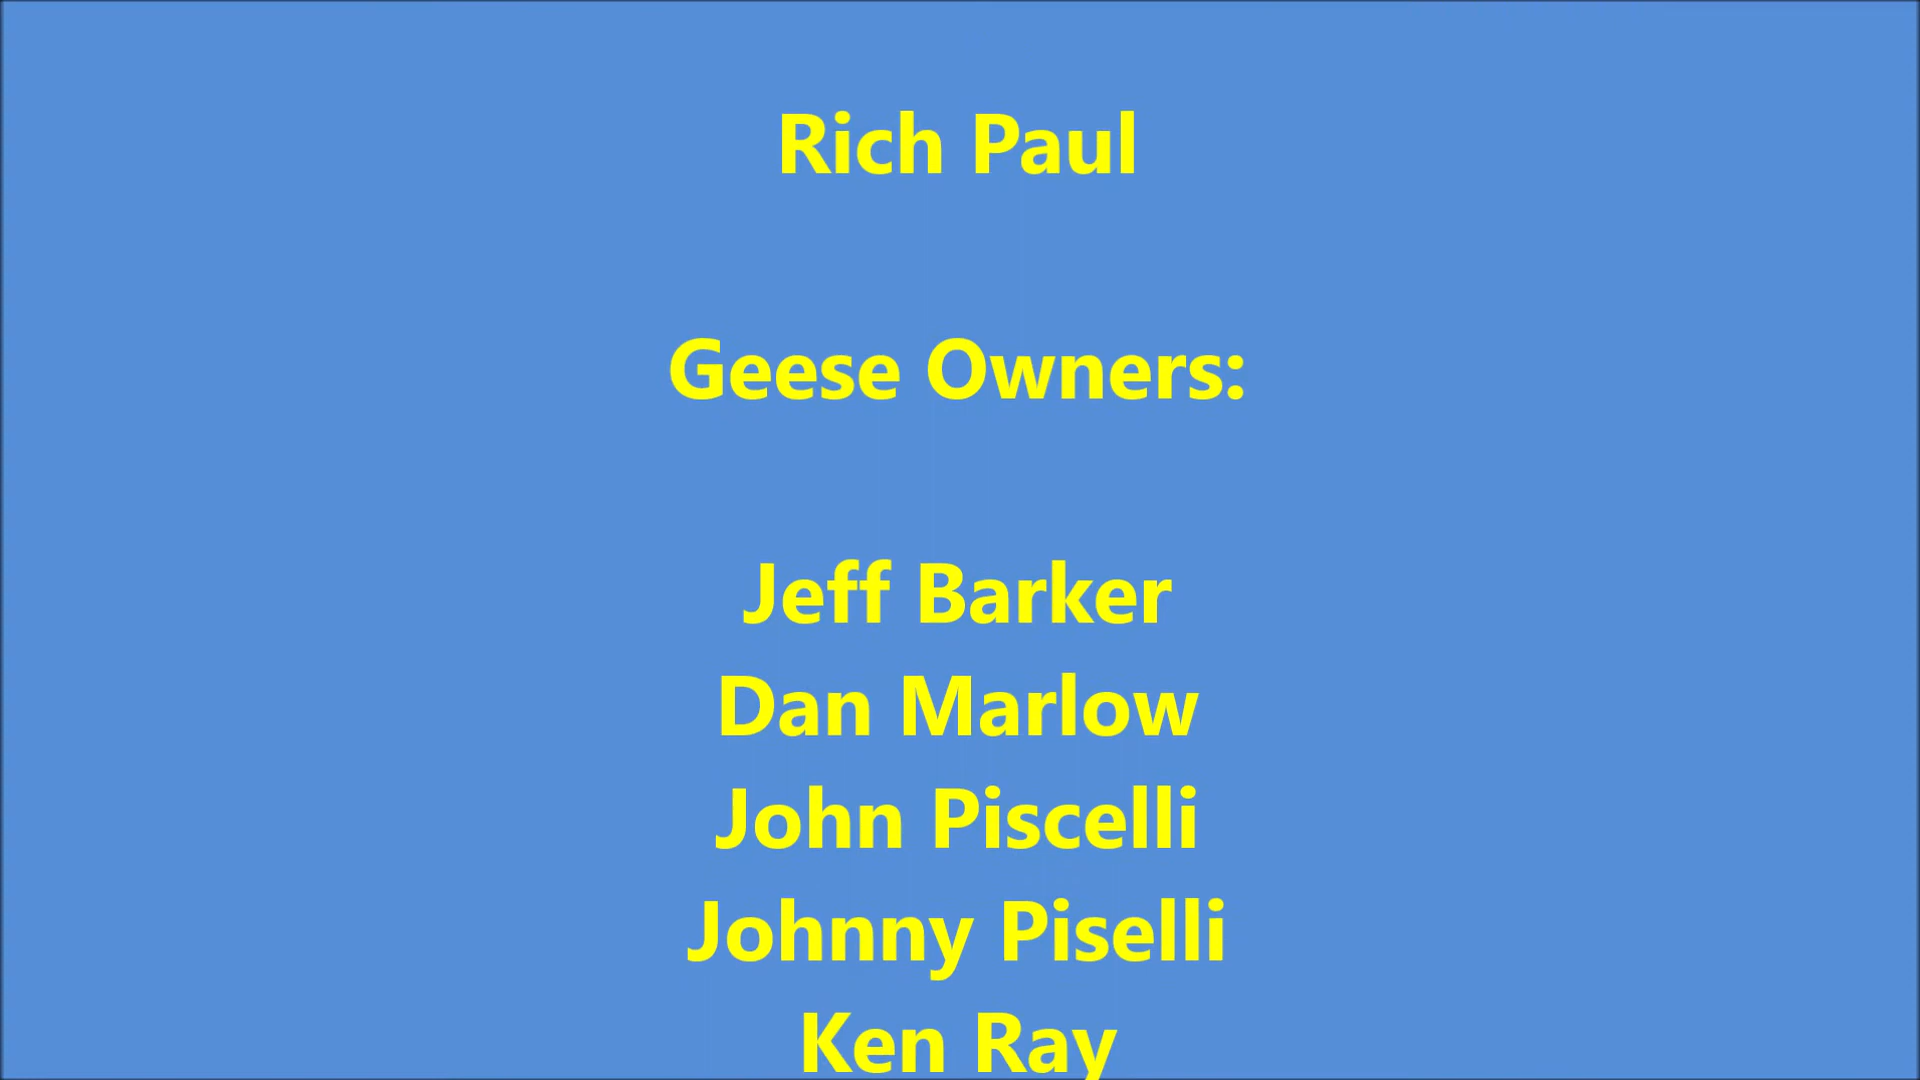 Rich Paul
Geese Owners:
Jeff Barker
Dan Marlow
John Piscelli
Johnny Piselli
Ken Ray